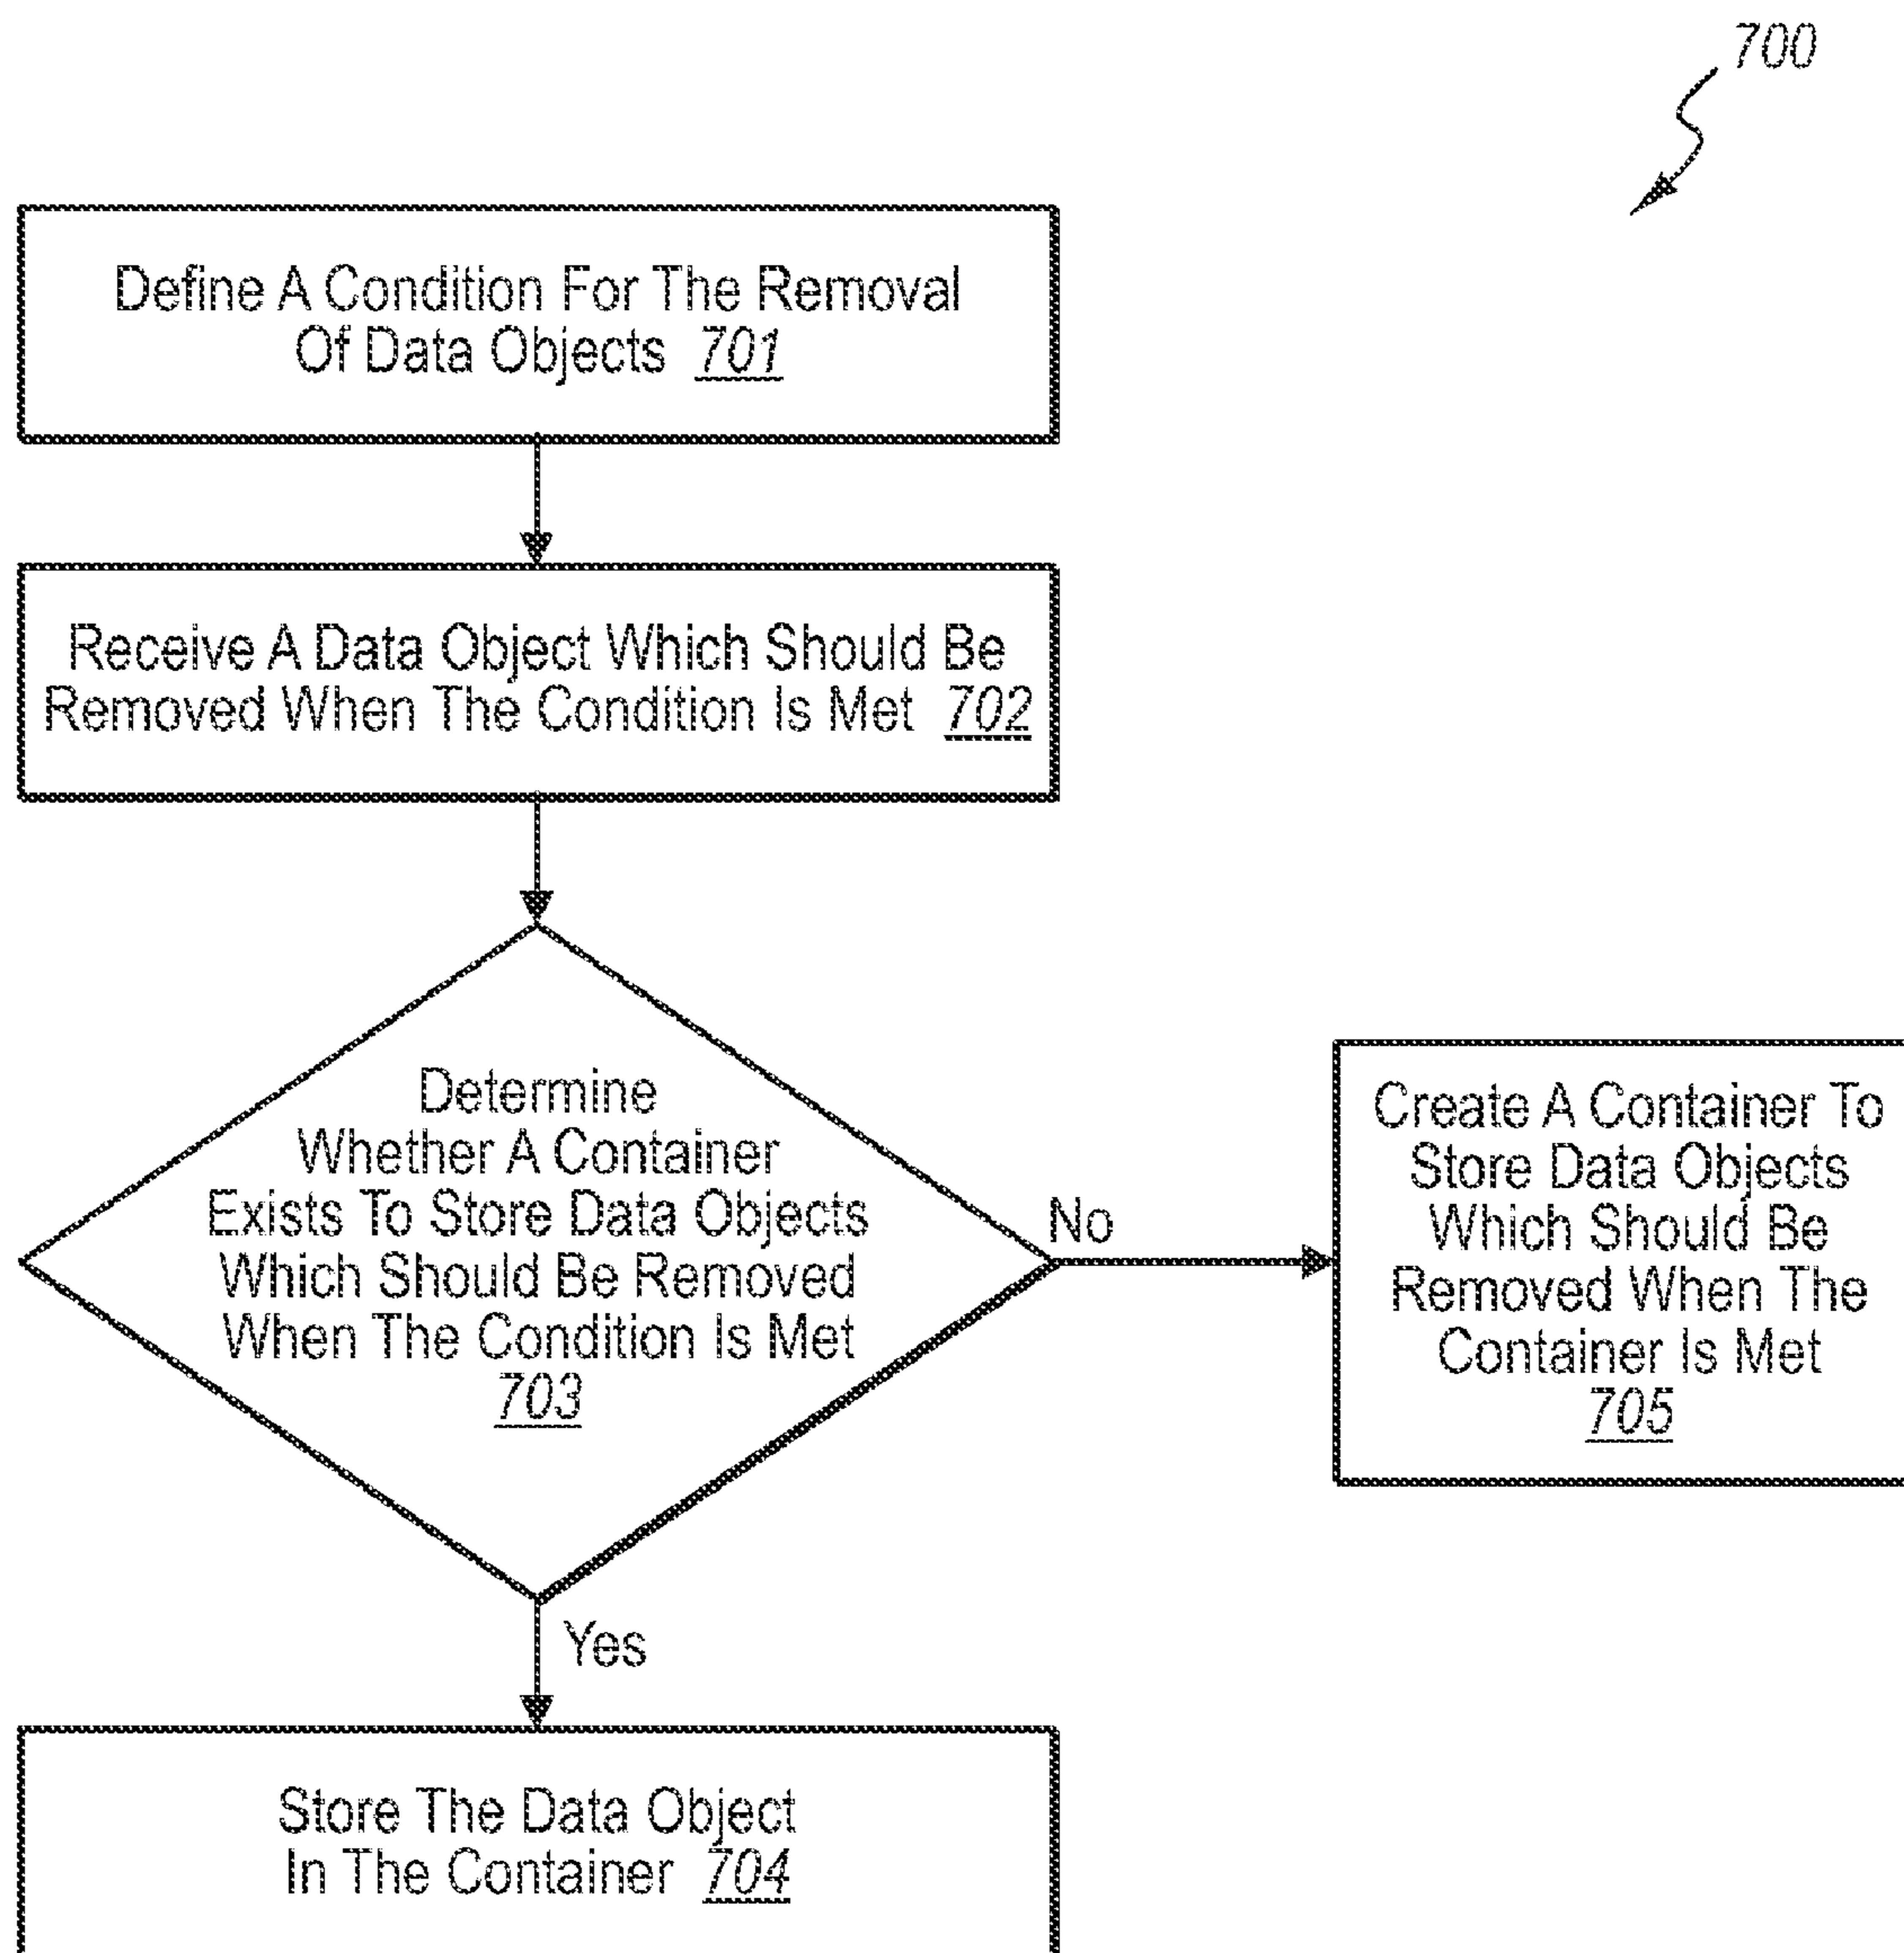 700
Define A Condition For The Removal
Of Data Objects 701
Receive A Data Object Which Should Be
Removed When The Condition Is Met 702
Determine
Whether A Container
Exists To Store Data Objects
Which Should Be Removed
When The Condition Is Met
703
No
Create A Container To
Store Data Objects
Which Should Be
Removed When The
Container Is Met
705
Yes
Store The Data Object
In The Container 704